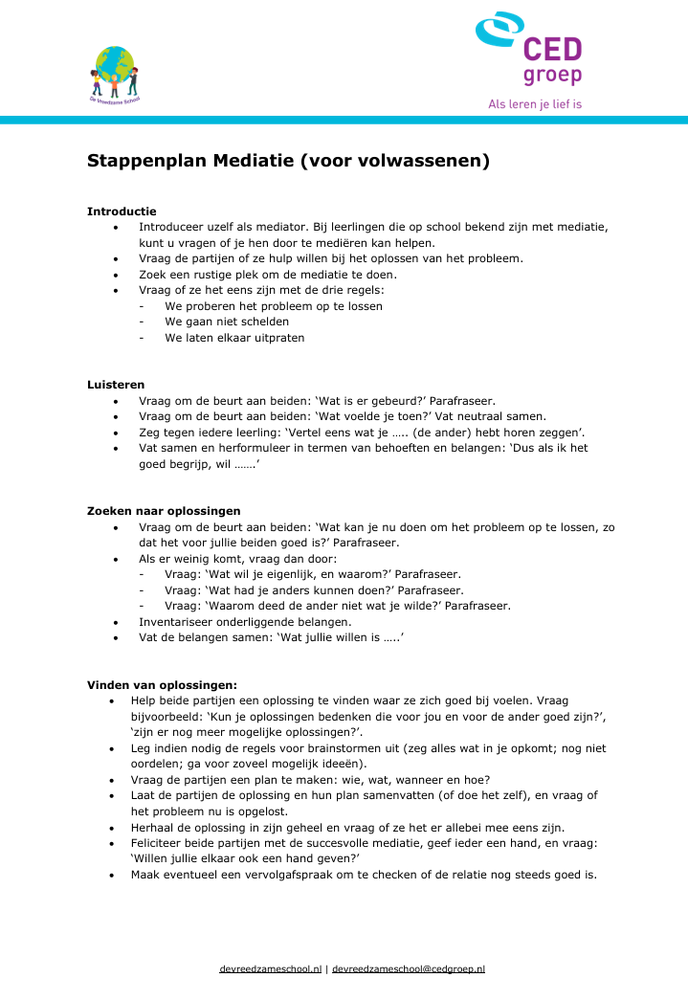 De Vreedzame School
CED
groep
Als leren je lief is
Stappenplan Mediatie (voor volwassenen)
Introductie
• Introduceer uzelf als mediator. Bij leerlingen die op school bekend zijn met mediatie,
kunt u vragen of je hen door te mediëren kan helpen.
• Vraag de partijen of ze hulp willen bij het oplossen van het probleem.
• Zoek een rustige plek om de mediatie te doen.
• Vraag of ze het eens zijn met de drie regels:
- We proberen het probleem op te lossen
- We gaan niet schelden
- We laten elkaar uitpraten
Luisteren
• Vraag om de beurt aan beiden: ‘Wat is er gebeurd?’ Parafraseer.
• Vraag om de beurt aan beiden: ‘Wat voelde je toen?’ Vat neutraal samen.
• Zeg tegen iedere leerling: ‘Vertel eens wat je ….. (de ander) hebt horen zeggen’.
• Vat samen en herformuleer in termen van behoeften en belangen: ‘Dus als ik het
goed begrijp, wil …….’
Zoeken naar oplossingen
• Vraag om de beurt aan beiden: ‘Wat kan je nu doen om het probleem op te lossen, zo
dat het voor jullie beiden goed is?’ Parafraseer.
• Als er weinig komt, vraag dan door:
- Vraag: ‘Wat wil je eigenlijk, en waarom?’ Parafraseer.
- Vraag: ‘Wat had je anders kunnen doen?’ Parafraseer.
- Vraag: ‘Waarom deed de ander niet wat je wilde?’ Parafraseer.
• Inventariseer onderliggende belangen.
• Vat de belangen samen: ‘Wat jullie willen is …..’
Vinden van oplossingen:
• Help beide partijen een oplossing te vinden waar ze zich goed bij voelen. Vraag
bijvoorbeeld: ‘Kun je oplossingen bedenken die voor jou en voor de ander goed zijn?’,
‘zijn er nog meer mogelijke oplossingen?’.
• Leg indien nodig de regels voor brainstormen uit (zeg alles wat in je opkomt; nog niet
oordelen; ga voor zoveel mogelijk ideeën).
• Vraag de partijen een plan te maken: wie, wat, wanneer en hoe?
• Laat de partijen de oplossing en hun plan samenvatten (of doe het zelf), en vraag of
het probleem nu is opgelost.
• Herhaal de oplossing in zijn geheel en vraag of ze het er allebei mee eens zijn.
• Feliciteer beide partijen met de succesvolle mediatie, geef ieder een hand, en vraag:
‘Willen jullie elkaar ook een hand geven?’
• Maak eventueel een vervolgafspraak om te checken of de relatie nog steeds goed is.
devreedzameschool.nl | devreedzameschool@cedgroep.nl